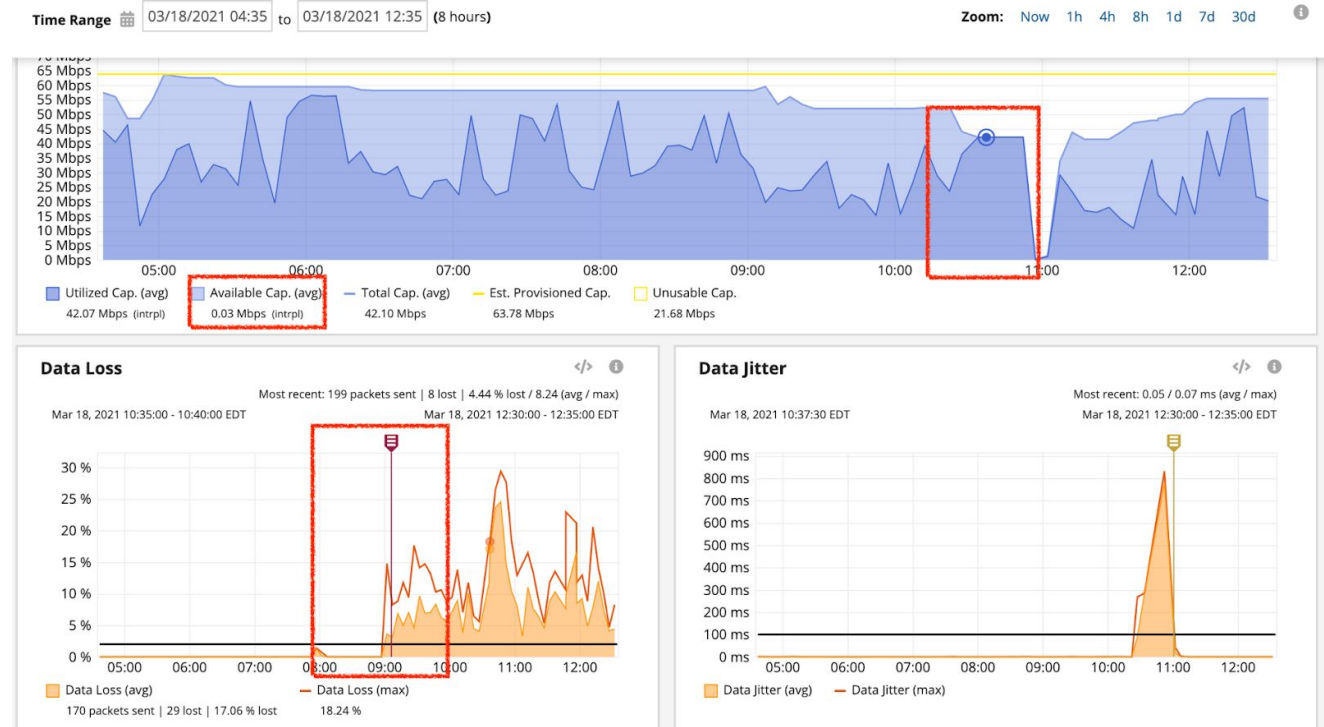 Time Range 03/18/2021 04:35 to 03/18/2021 12:35 (8 hours) Zoom: Now 1h 4h 8h 1d 7d 30d
70 Mbps
65 Mbps
60 Mbps
55 Mbps
50 Mbps
45 Mbps
40 Mbps
35 Mbps
30 Mbps
25 Mbps
20 Mbps
15 Mbps
10 Mbps
5 Mbps
0 Mbps
05:00 06:00 07:00 08:00 09:00 10:00 11:00 12:00
Utilized Cap. (avg) Available Cap. (avg) Total Cap. (avg) Est. Provisioned Cap. Unusable Cap.
42.07 Mbps (intrpl) 0.03 Mbps (intrpl) 42.10 Mbps 63.78 Mbps 21.68 Mbps
Data Loss
Most recent: 199 packets sent | 8 lost | 4.44 % lost / 8.24 (avg / max)
Mar 18, 2021 10:35:00 - 10:40:00 EDT Mar 18, 2021 12:30:00 - 12:35:00 EDT
30 %
25 %
20 %
15 %
10 %
5 %
0 %
05:00 06:00 07:00 08:00 09:00 10:00 11:00 12:00
Data Loss (avg) Data Loss (max)
170 packets sent | 29 lost | 17.06 % lost 18.24 %
Data Jitter
Most recent: 0.05 / 0.07 ms (avg / max)
Mar 18, 2021 10:37:30 EDT Mar 18, 2021 12:30:00 - 12:35:00 EDT
900 ms
800 ms
700 ms
600 ms
500 ms
400 ms
300 ms
200 ms
100 ms
0 ms
05:00 06:00 07:00 08:00 09:00 10:00 11:00 12:00
Data Jitter (avg) Data Jitter (max)